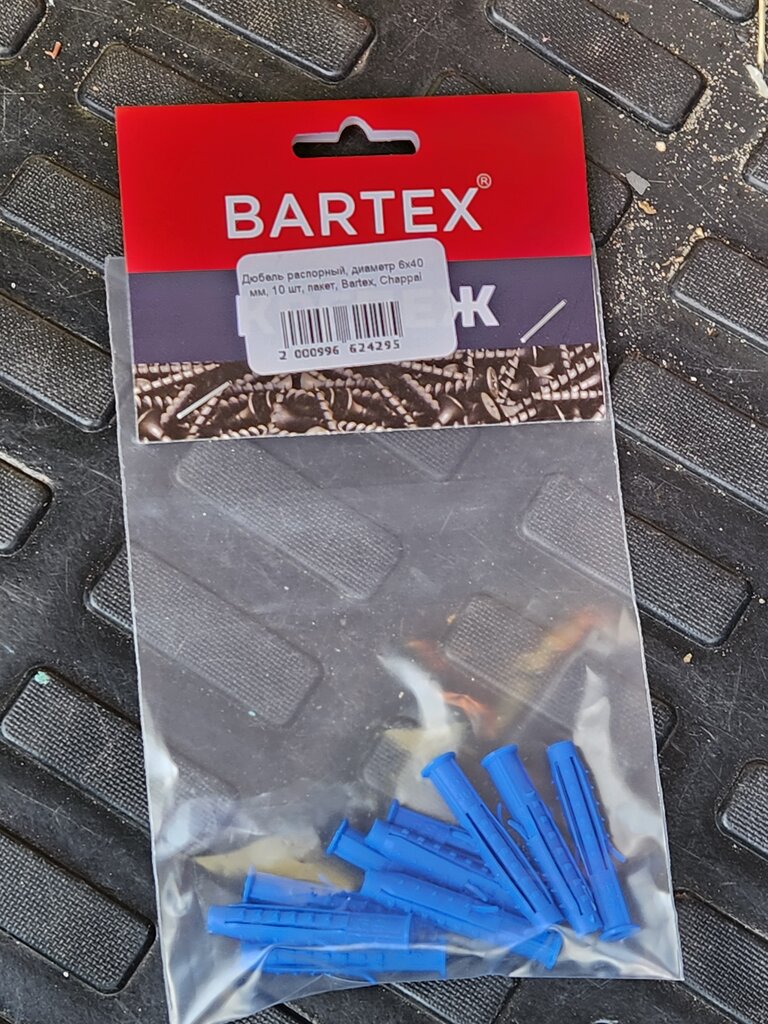 BARTEX®
Дюбель распорный, диаметр 6х40
мм, 10 шт, пакет, Bartex, Chappai
2 000996 624295